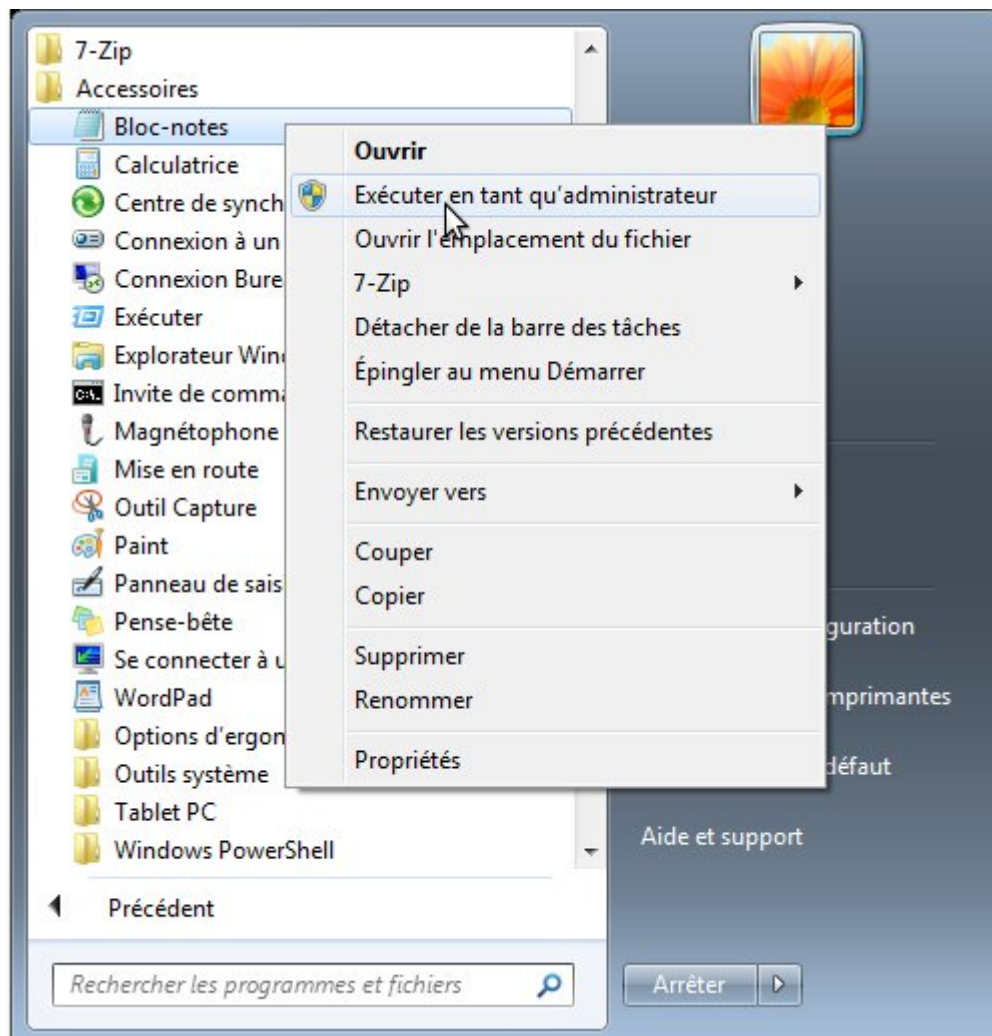 7-Zip
Accessoires
Bloc-notes
Calculatrice
Centre de synch
Connexion à un
Connexion Bure
Exécuter
Explorateur Win
Invite de comma
Magnétophone
Mise en route
Outil Capture
Paint
Panneau de sais
Pense-bête
Se connecter à u
WordPad
Options d'ergon
Outils système
Tablet PC
Windows PowerShell
Précédent
Rechercher les programmes et fichiers
Ouvrir
Exécuter en tant qu'administrateur
Ouvrir l'emplacement du fichier
7-Zip
Détacher de la barre des tâches
Épingler au menu Démarrer
Restaurer les versions précédentes
Envoyer vers
Couper
Copier
Supprimer
Renommer
Propriétés
guration
mprimantes
défaut
Aide et support
Arrêter